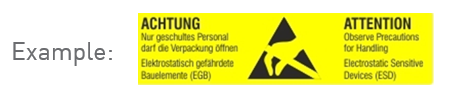 Example:
ACHTUNG
Nur geschultes Personal
darf die Verpackung öffnen
Elektrostatisch gefährdete
Bauelemente (EGB)
ATTENTION
Observe Precautions
for Handling
Electrostatic Sensitive
Devices (ESD)